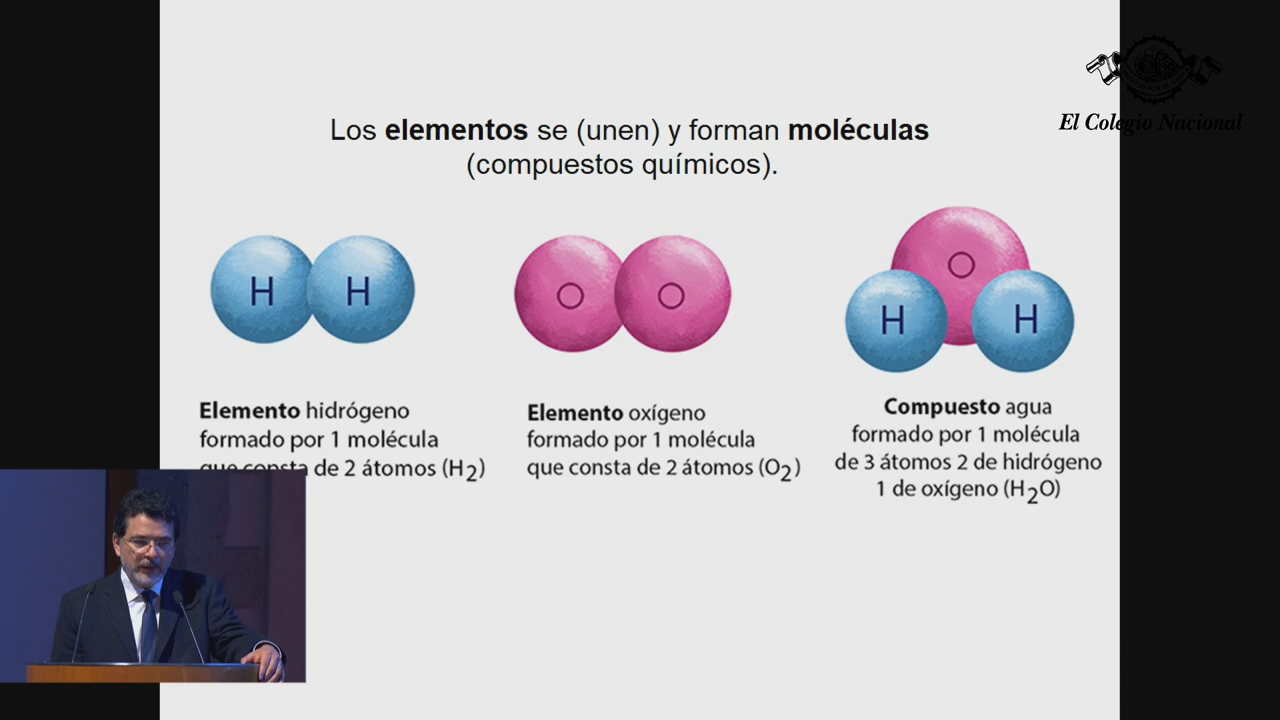 El Colegio Nacional
Los elementos se (unen) y forman moléculas
(compuestos químicos).
H H
O O
O
H H
Elemento hidrógeno
formado por 1 molécula
que consta de 2 átomos (H2)
Elemento oxígeno
formado por 1 molécula
que consta de 2 átomos (O2)
Compuesto agua
formado por 1 molécula
de 3 átomos 2 de hidrógeno
1 de oxígeno (H2O)